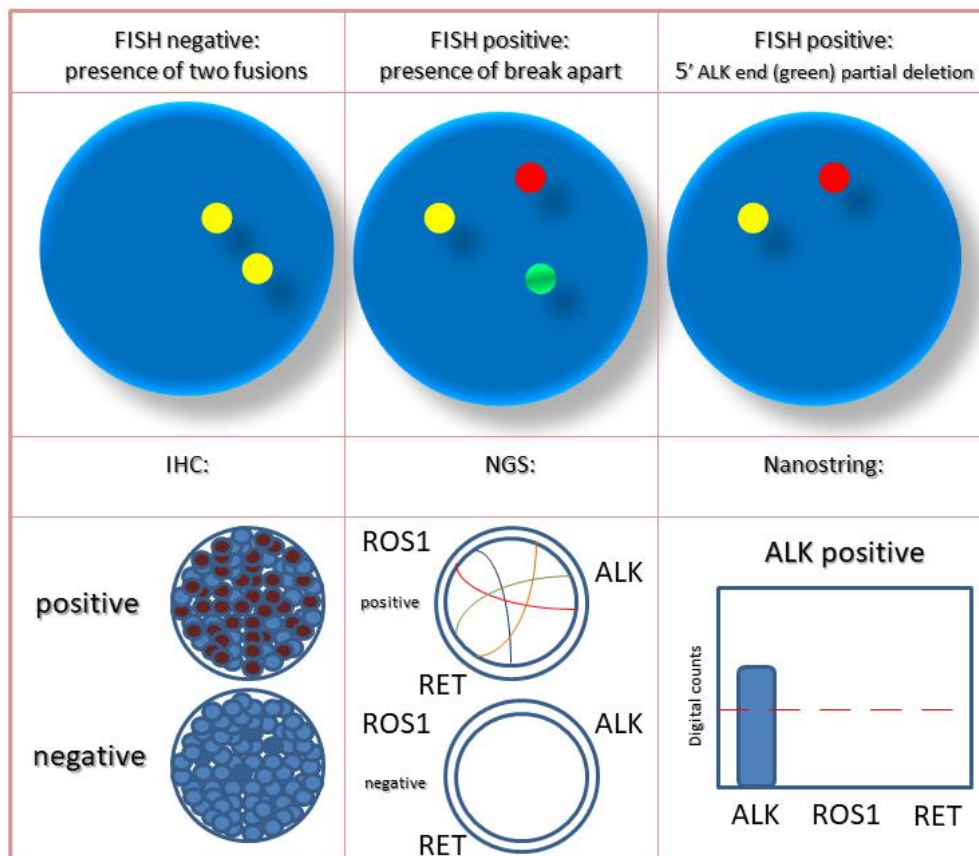 FISH negative:
presence of two fusions
FISH positive:
presence of break apart
FISH positive:
5' ALK end (green) partial deletion
IHC:
NGS:
Nanostring:
positive
negative
ROS1
ALK
positive
RET
ROS1
ALK
negative
RET
ALK positive
Digital counts
ALK
ROS1
RET